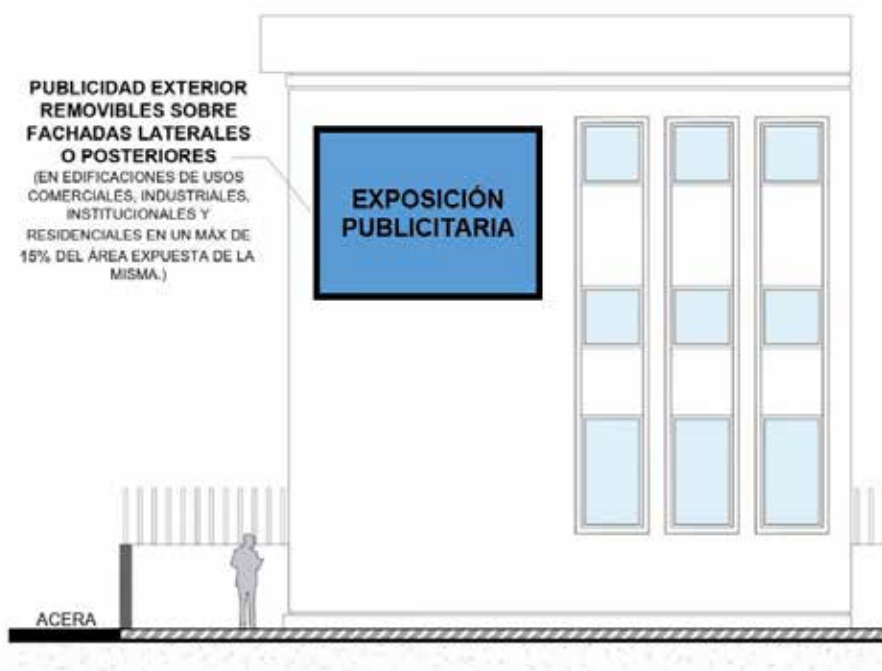 PUBLICIDAD EXTERIOR
REMOVIBLES SOBRE
FACHADAS LATERALES
O POSTERIORES
(EN EDIFICACIONES DE USOS
COMERCIALES, INDUSTRIALES,
INSTITUCIONALES Y
RESIDENCIALES EN UN MÁX DE
15% DEL ÁREA EXPUESTA DE LA
MISMA.)
EXPOSICIÓN
PUBLICITARIA
ACERA